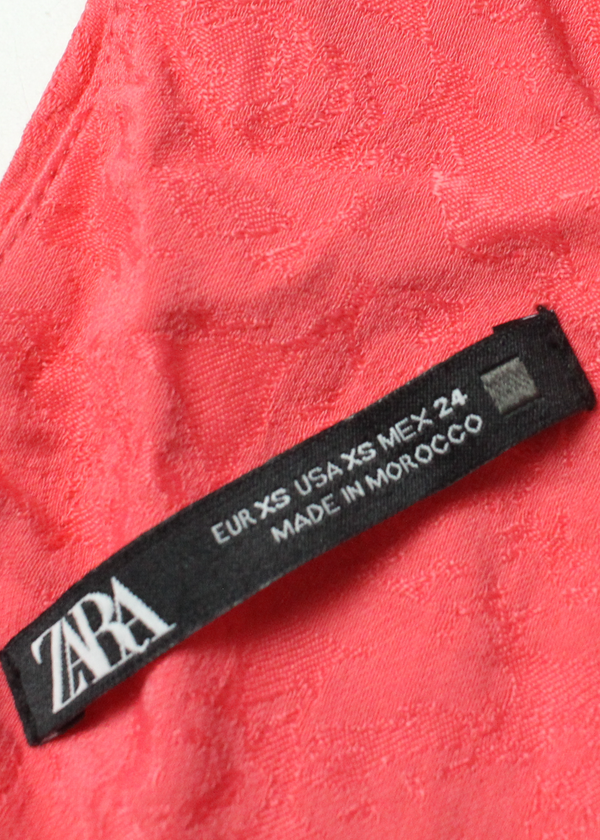 ZARA
EUR XS USA XS MEX 24
MADE IN MOROCCO